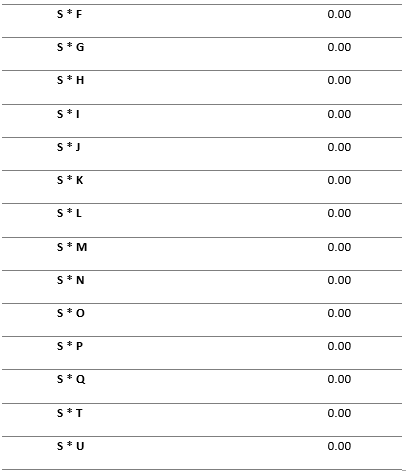 S * F 0.00
S * G 0.00
S * H 0.00
S * I 0.00
S * J 0.00
S * K 0.00
S * L 0.00
S * M 0.00
S * N 0.00
S * O 0.00
S * P 0.00
S * Q 0.00
S * T 0.00
S * U 0.00